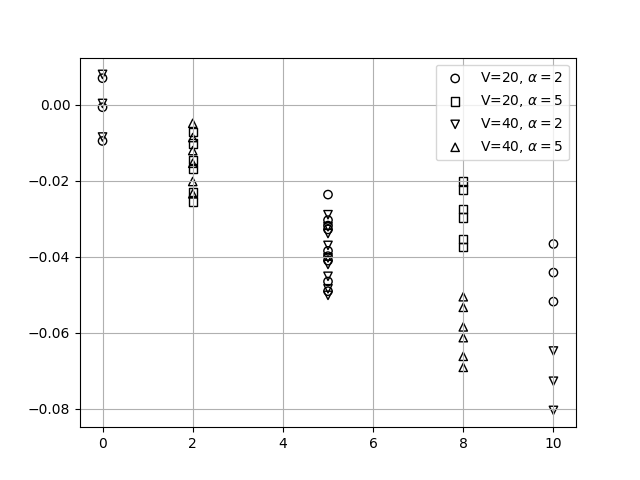 V=20, α = 2
V=20, α = 5
V=40, α = 2
V=40, α = 5
0.00
−0.02
−0.04
−0.06
−0.08
0 2 4 6 8 10